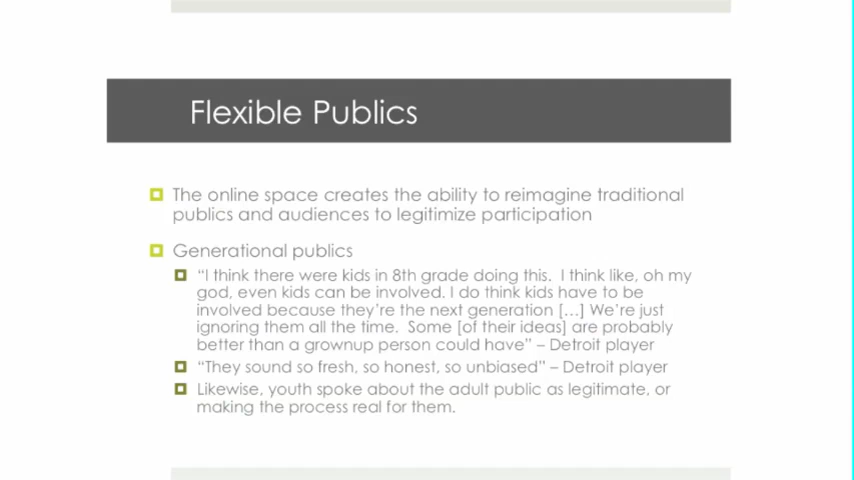 Flexible Publics
The online space creates the ability to reimagine traditional
publics and audiences to legitimize participation
Generational publics
“I think there were kids in 8th grade doing this.  I think like, oh my
god, even kids can be involved. I do think kids have to be
involved because they’re the next generation […] We’re just
ignoring them all the time.  Some [of their ideas] are probably
better than a grownup person could have” – Detroit player
“They sound so fresh, so honest, so unbiased” – Detroit player
Likewise, youth spoke about the adult public as legitimate, or
making the process real for them.